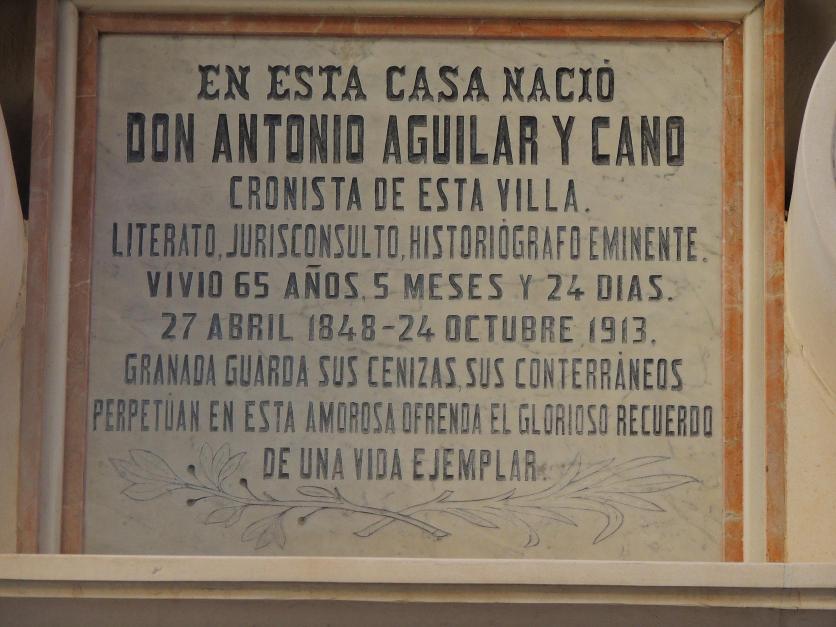 EN ESTA CASA NACIÓ
DON ANTONIO AGUILAR Y CANO
CRONISTA DE ESTA VILLA.
LITERATO, JURISCONSULTO, HISTORIÓGRAFO EMINENTE.
VIVIO 65 AÑOS, 5 MESES Y 24 DIAS.
27 ABRIL 1848-24 OCTUBRE 1913.
GRANADA GUARDA SUS CENIZAS, SUS CONTERRÁNEOS
PERPETÚAN EN ESTA AMOROSA OFRENDA EL GLORIOSO RECUERDO
DE UNA VIDA EJEMPLAR.